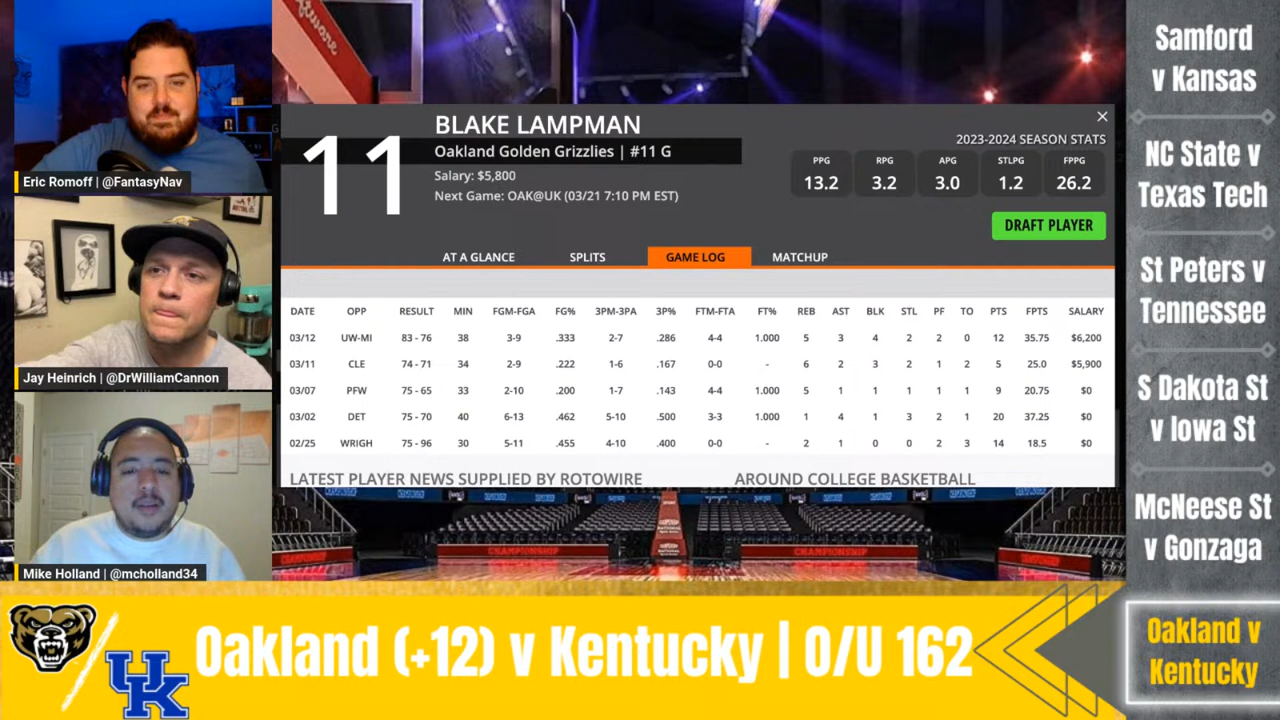 Eric Romoff | @FantasyNav
Jay Heinrich | @DrWilliamCannon
Mike Holland | @mcholland34
11
BLAKE LAMPMAN
Oakland Golden Grizzlies | #11 G
Salary: $5,800
Next Game: OAK@UK (03/21 7:10 PM EST)
2023-2024 SEASON STATS
PPG RPG APG STLPG FPPG
13.2 3.2 3.0 1.2 26.2
DRAFT PLAYER
AT A GLANCE SPLITS GAME LOG MATCHUP
DATE OPP RESULT MIN FGM-FGA FG% 3PM-3PA 3P% FTM-FTA FT% REB AST BLK STL PF TO PTS FPTS SALARY
03/12 UW-MI 83 - 76 38 3-9 .333 2-7 .286 4-4 1.000 5 3 4 2 2 0 12 35.75 $6,200
03/11 CLE 74 - 71 34 2-9 .222 1-6 .167 0-0 - 6 2 3 2 1 2 5 25.0 $5,900
03/07 PFW 75 - 65 33 2-10 .200 1-7 .143 4-4 1.000 5 1 1 1 1 1 9 20.75 $0
03/02 DET 75 - 70 40 6-13 .462 5-10 .500 3-3 1.000 1 4 1 3 2 1 20 37.25 $0
02/25 WRIGH 75 - 96 30 5-11 .455 4-10 .400 0-0 - 2 1 0 0 2 3 14 18.5 $0
LATEST PLAYER NEWS SUPPLIED BY ROTOWIRE AROUND COLLEGE BASKETBALL
CHAMPIONSHIP
CHAMPIONSHIP
UK
Oakland (+12) v Kentucky | O/U 162
Samford
v Kansas
NC State v
Texas Tech
St Peters v
Tennessee
S Dakota St
v Iowa St
McNeese St
v Gonzaga
Oakland v
Kentucky